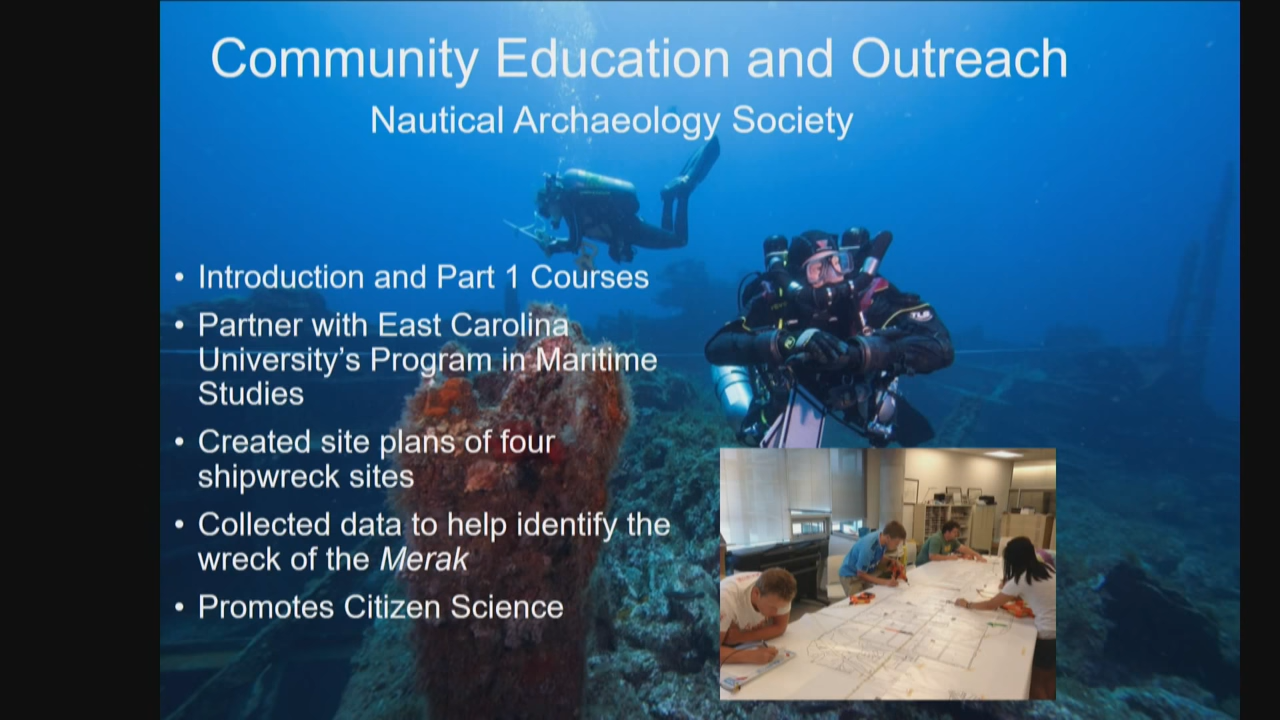 Community Education and Outreach
Nautical Archaeology Society
• Introduction and Part 1 Courses
• Partner with East Carolina
University’s Program in Maritime
Studies
• Created site plans of four
shipwreck sites
• Collected data to help identify the
wreck of the Merak
• Promotes Citizen Science